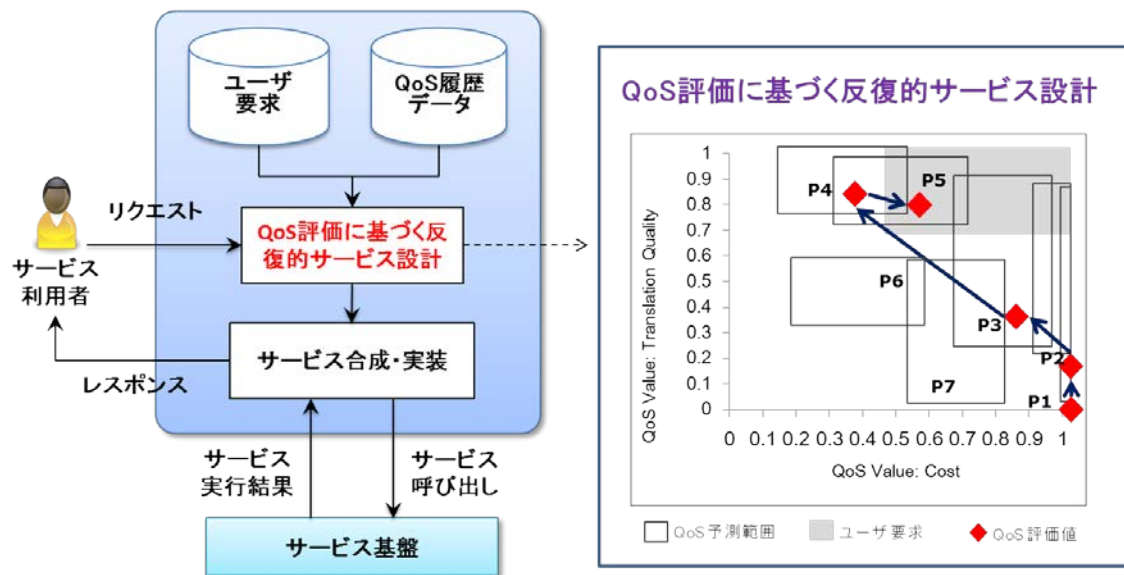 ユーザ
要求
QoS履歴
データ
リクエスト
QoS評価に基づく反
復的サービス設計
サービス
利用者
サービス合成・実装
レスポンス
サービス
実行結果
サービス
呼び出し
サービス基盤
QoS評価に基づく反復的サービス設計
QoS Value: Translation Quality
1
0.9
0.8
0.7
0.6
0.5
0.4
0.3
0.2
0.1
0
P4
P5
P6
P3
P2
P7
P1
0 0.1 0.2 0.3 0.4 0.5 0.6 0.7 0.8 0.9 1
QoS Value: Cost
QoS予測範囲 ユーザ要求 QoS評価値